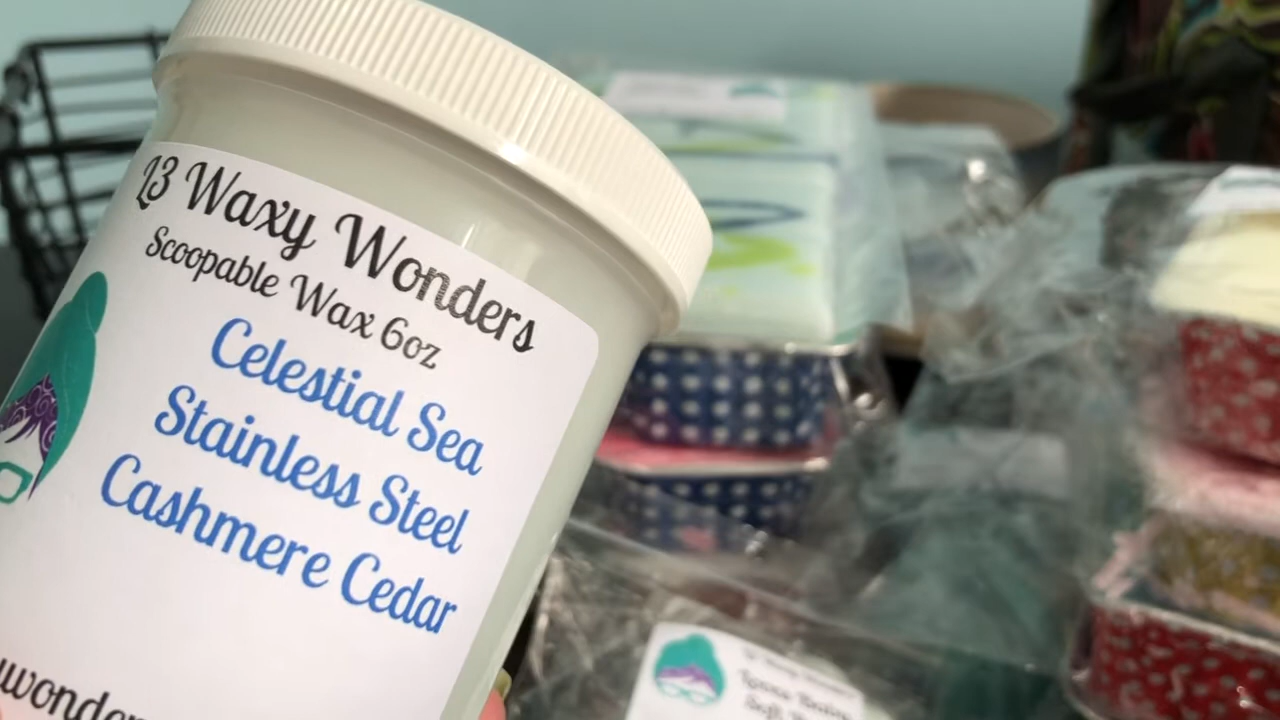 L3 Waxy Wonders
Scoopable Wax 6oz
Celestial Sea
Stainless Steel
Cashmere Cedar